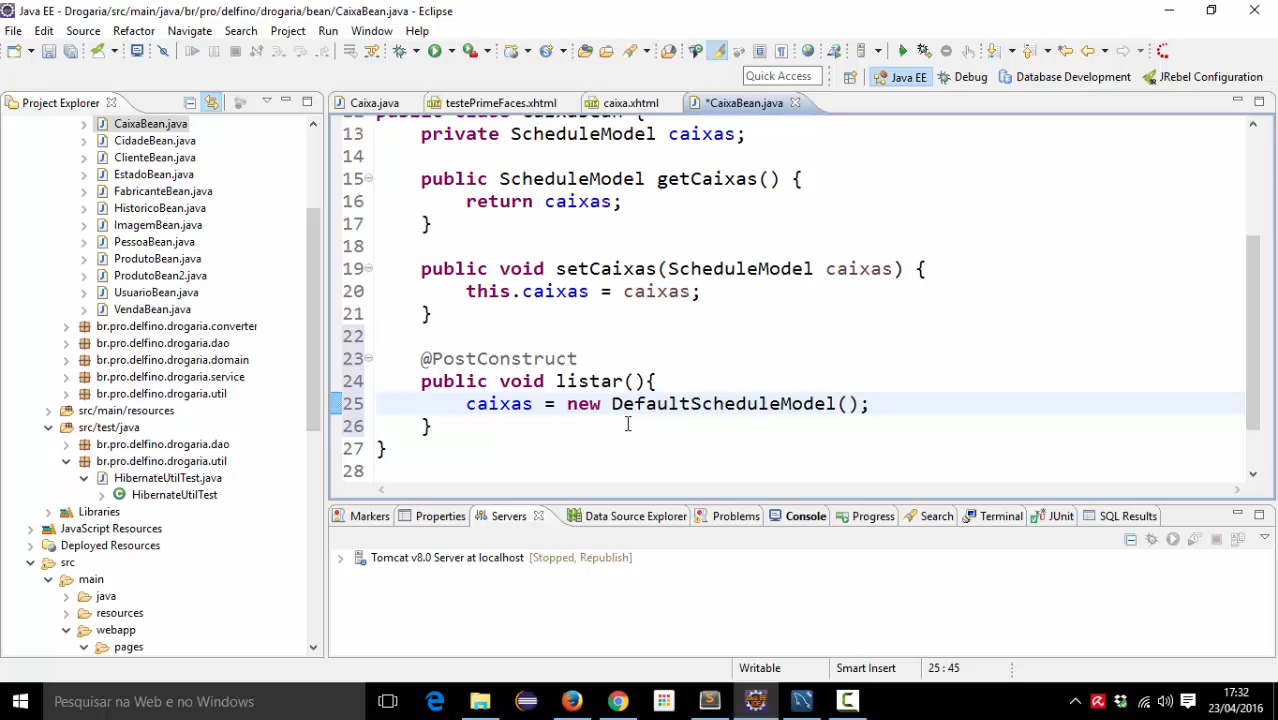 Java EE - Drogaria/src/main/java/br/pro/delfino/drogaria/bean/CaixaBean.java - Eclipse
File Edit Source Refactor Navigate Search Project Run Window Help
Quick Access
Java EE Debug Database Development JRebel Configuration
Project Explorer
CaixaBean.java
CidadeBean.java
ClienteBean.java
EstadoBean.java
FabricanteBean.java
HistoricoBean.java
ImagemBean.java
PessoaBean.java
ProdutoBean.java
ProdutoBean2.java
UsuarioBean.java
VendaBean.java
br.pro.delfino.drogaria.converter
br.pro.delfino.drogaria.dao
br.pro.delfino.drogaria.domain
br.pro.delfino.drogaria.service
br.pro.delfino.drogaria.util
src/main/resources
src/test/java
br.pro.delfino.drogaria.dao
br.pro.delfino.drogaria.util
HibernateUtilTest.java
HibernateUtilTest
Libraries
JavaScript Resources
Deployed Resources
src
main
java
resources
webapp
pages
Caixa.java testePrimeFaces.xhtml caixa.xhtml *CaixaBean.java
13 private ScheduleModel caixas;
14
15 public ScheduleModel getCaixas() {
16 return caixas;
17 }
18
19 public void setCaixas(ScheduleModel caixas) {
20 this.caixas = caixas;
21 }
22
23 @PostConstruct
24 public void listar(){
25 caixas = new DefaultScheduleModel();
26 }
27 }
28
Markers Properties Servers Data Source Explorer Problems Console Progress Search Terminal JUnit SQL Results
Tomcat v8.0 Server at localhost [Stopped, Republish]
Writable Smart Insert 25 : 45
Pesquisar na Web e no Windows
17:32
23/04/2016